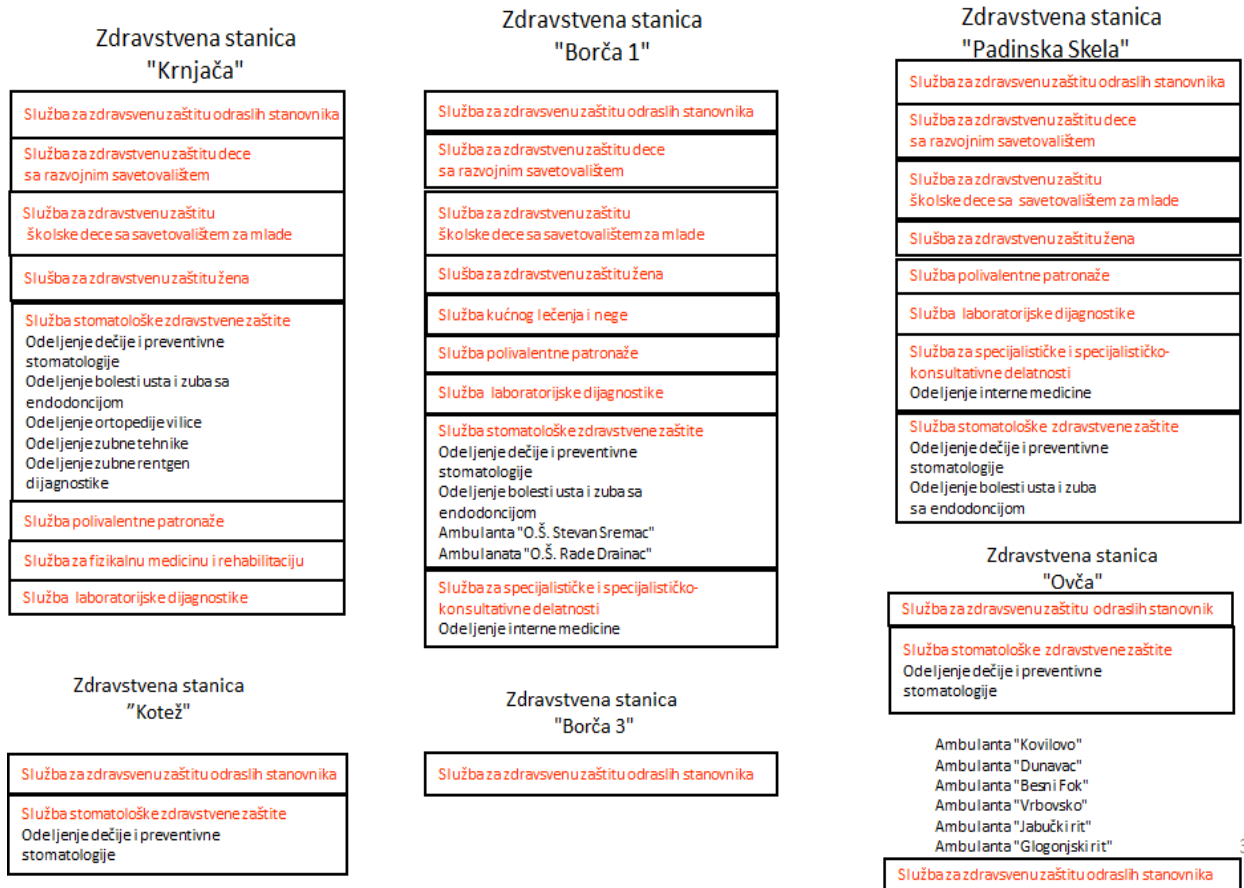 Zdravstvena stanica
"Krnjača"
Služba za zdravsvenu zaštitu odraslih stanovnika
Služba za zdravstvenu zaštitu dece
sa razvojnim savetovalištem
Služba za zdravstvenu zaštitu
školske dece sa savetovalištem za mlade
Slušba za zdravstvenu zaštitu žena
Služba stomatološke zdravstvene zaštite
Odeljenje dečije i preventivne
stomatologije
Odeljenje bolesti usta i zuba sa
endodoncijom
Odeljenje ortopedije vilice
Odeljenje zubne tehnike
Odeljenje zubne rentgen
dijagnostike
Služba polivalentne patronaže
Služba za fizikalnu medicinu i rehabilitaciju
Služba laboratorijske dijagnostike
Zdravstvena stanica
"Kotež"
Služba za zdravsvenu zaštitu odraslih stanovnika
Služba stomatološke zdravstvene zaštite
Odeljenje dečije i preventivne
stomatologije
Zdravstvena stanica
"Borča 1"
Služba za zdravsvenu zaštitu odraslih stanovnika
Služba za zdravstvenu zaštitu dece
sa razvojnim savetovalištem
Služba za zdravstvenu zaštitu
školske dece sa savetovalištem za mlade
Slušba za zdravstvenu zaštitu žena
Služba kućnog lečenja i nege
Služba polivalentne patronaže
Služba laboratorijske dijagnostike
Služba stomatološke zdravstvene zaštite
Odeljenje dečije i preventivne
stomatologije
Odeljenje bolesti usta i zuba sa
endodoncijom
Ambulanta "O.Š. Stevan Sremac"
Ambulanata "O.Š. Rade Drainac"
Služba za specijalističke i specijalističko-
konsultativne delatnosti
Odeljenje interne medicine
Zdravstvena stanica
"Borča 3"
Služba za zdravsvenu zaštitu odraslih stanovnika
Zdravstvena stanica
"Padinska Skela"
Služba za zdravsvenu zaštitu odraslih stanovnika
Služba za zdravstvenu zaštitu dece
sa razvojnim savetovalištem
Služba za zdravstvenu zaštitu
školske dece sa savetovalištem za mlade
Slušba za zdravstvenu zaštitu žena
Služba polivalentne patronaže
Služba laboratorijske dijagnostike
Služba za specijalističke i specijalističko-
konsultativne delatnosti
Odeljenje interne medicine
Služba stomatološke zdravstvene zaštite
Odeljenje dečije i preventivne
stomatologije
Odeljenje bolesti usta i zuba
sa endodoncijom
Zdravstvena stanica
"Ovča"
Služba za zdravsvenu zaštitu odraslih stanovnik
Služba stomatološke zdravstvene zaštite
Odeljenje dečije i preventivne
stomatologije
Ambulanta "Kovilovo"
Ambulanta "Dunavac"
Ambulanta "Besni Fok"
Ambulanta "Vrbovsko"
Ambulanta "Jabučki rit"
Ambulanta "Glogonjski rit"
Služba za zdravsvenu zaštitu odraslih stanovnika